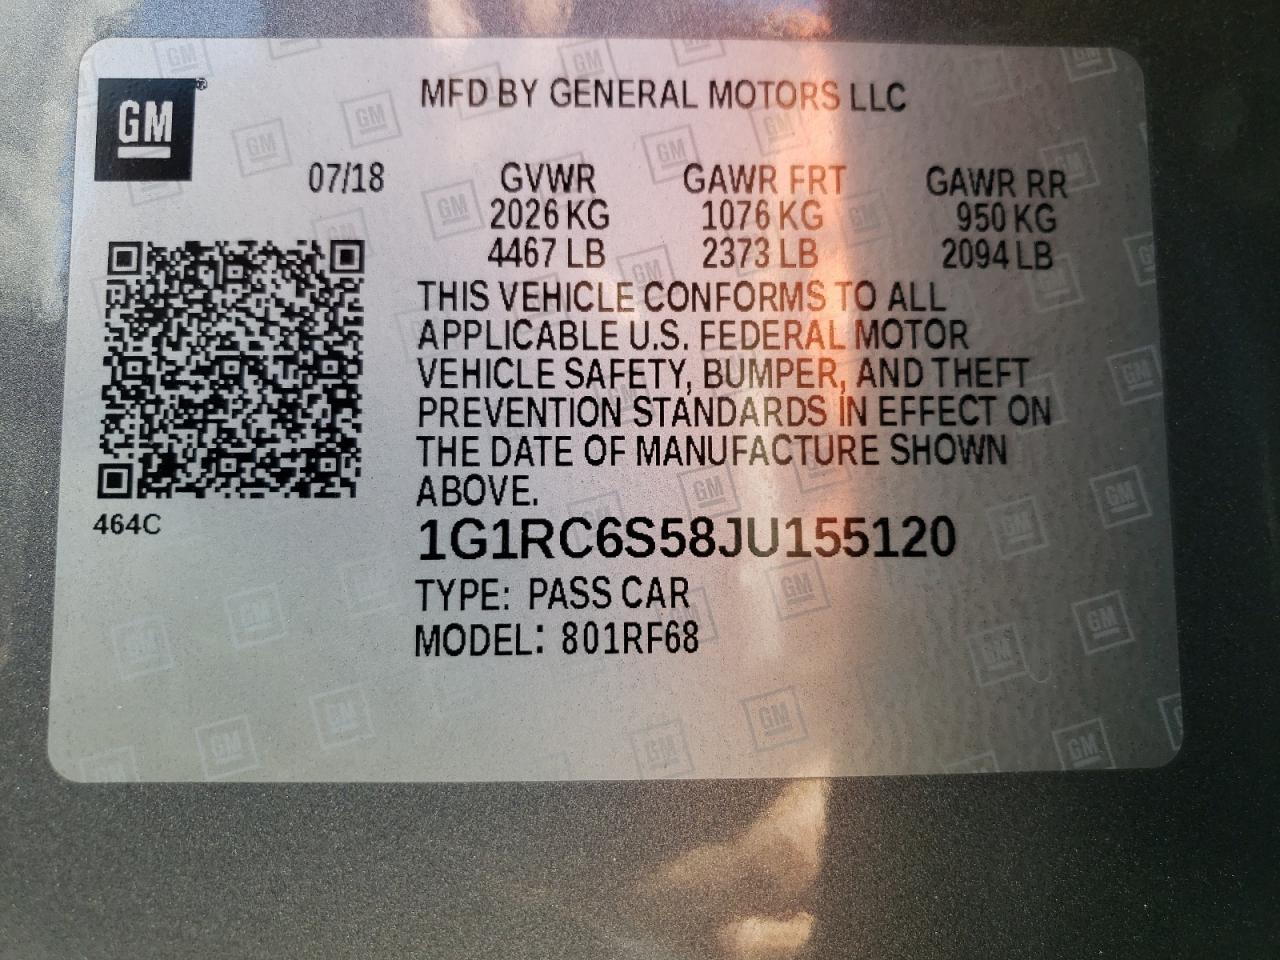 GM
MFD BY GENERAL MOTORS LLC
07/18
GVWR GAWR FRT GAWR RR
2026 KG 1076 KG 950 KG
4467 LB 2373 LB 2094 LB
THIS VEHICLE CONFORMS TO ALL
APPLICABLE U.S. FEDERAL MOTOR
VEHICLE SAFETY, BUMPER, AND THEFT
PREVENTION STANDARDS IN EFFECT ON
THE DATE OF MANUFACTURE SHOWN
ABOVE.
464C
1G1RC6S58JU155120
TYPE: PASS CAR
MODEL: 801RF68